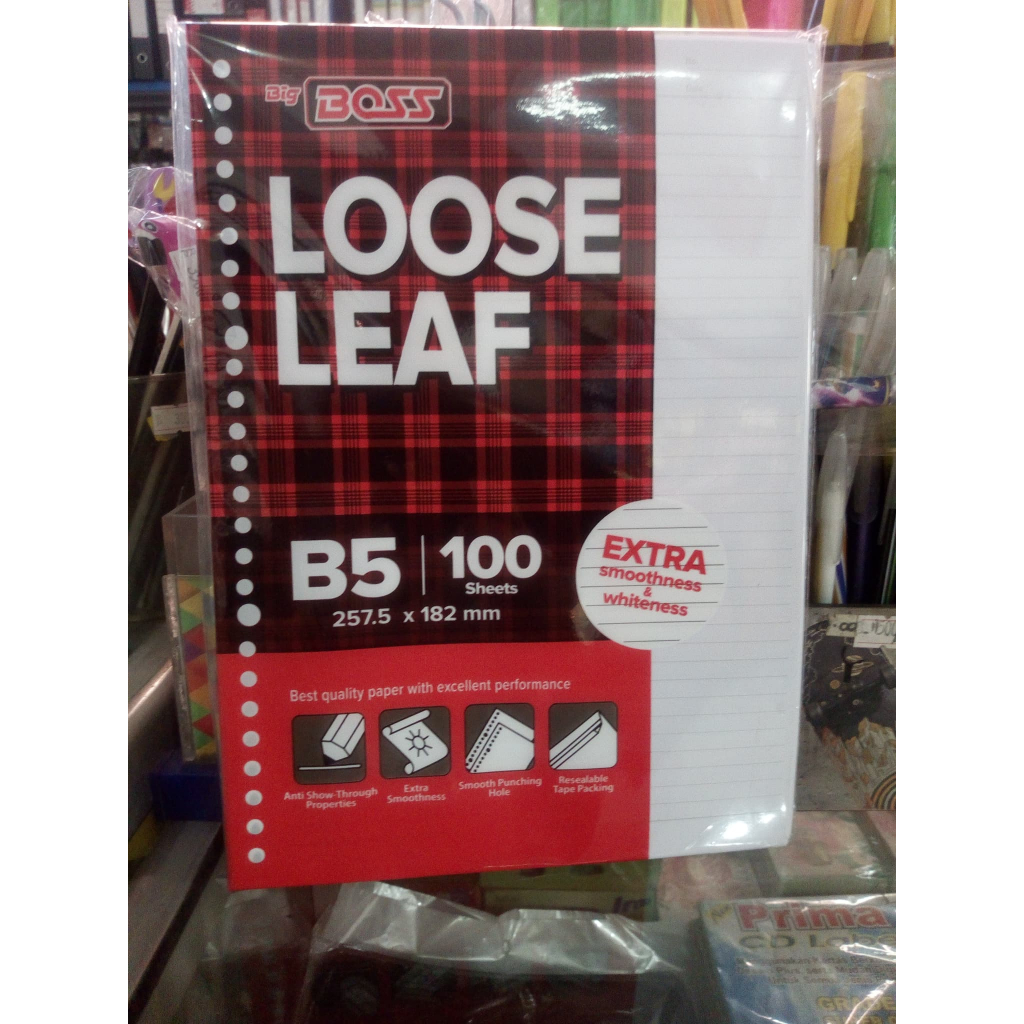 Big BOSS
LOOSE
LEAF
B5 100
Sheets
257.5 x 182 mm
EXTRA
smoothness
&
whiteness
Best quality paper with excellent performance
Anti Show-Through
Properties
Extra
Smoothness
Smooth Punching
Hole
Resealable
Tape Packing
Prima